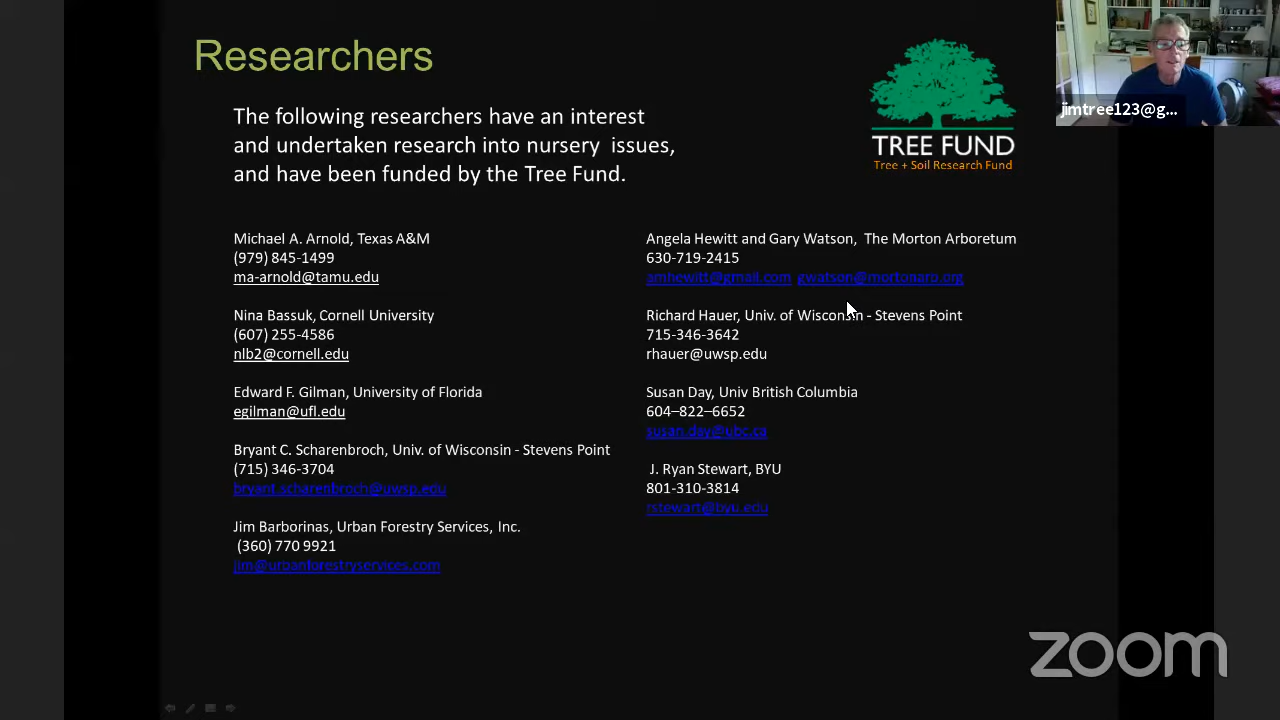 Researchers
The following researchers have an interest
and undertaken research into nursery issues,
and have been funded by the Tree Fund.
TREE FUND
Tree + Soil Research Fund
jimtree123@g...
Michael A. Arnold, Texas A&M
(979) 845-1499
ma-arnold@tamu.edu
Nina Bassuk, Cornell University
(607) 255-4586
nlb2@cornell.edu
Edward F. Gilman, University of Florida
egilman@ufl.edu
Bryant C. Scharenbroch, Univ. of Wisconsin - Stevens Point
(715) 346-3704
bryant.scharenbroch@uwsp.edu
Jim Barborinas, Urban Forestry Services, Inc.
(360) 770 9921
jim@urbanforestryservices.com
Angela Hewitt and Gary Watson, The Morton Arboretum
630-719-2415
amhewitt@gmail.com gwatson@mortonarp.org
Richard Hauer, Univ. of Wisconsin - Stevens Point
715-346-3642
rhauer@uwsp.edu
Susan Day, Univ British Columbia
604–822–6652
susan.day@ubc.ca
J. Ryan Stewart, BYU
801-310-3814
rstewart@byu.edu
zoom